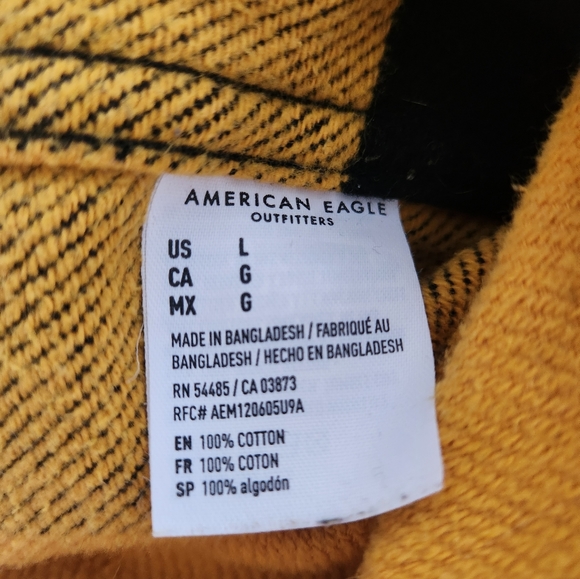 AMERICAN EAGLE
OUTFITTERS
US L
CA G
MX G
MADE IN BANGLADESH / FABRIQUÉ AU
BANGLADESH / HECHO EN BANGLADESH
RN 54485 / CA 03873
RFC# AEM120605U9A
EN 100% COTTON
FR 100% COTON
SP 100% algodón